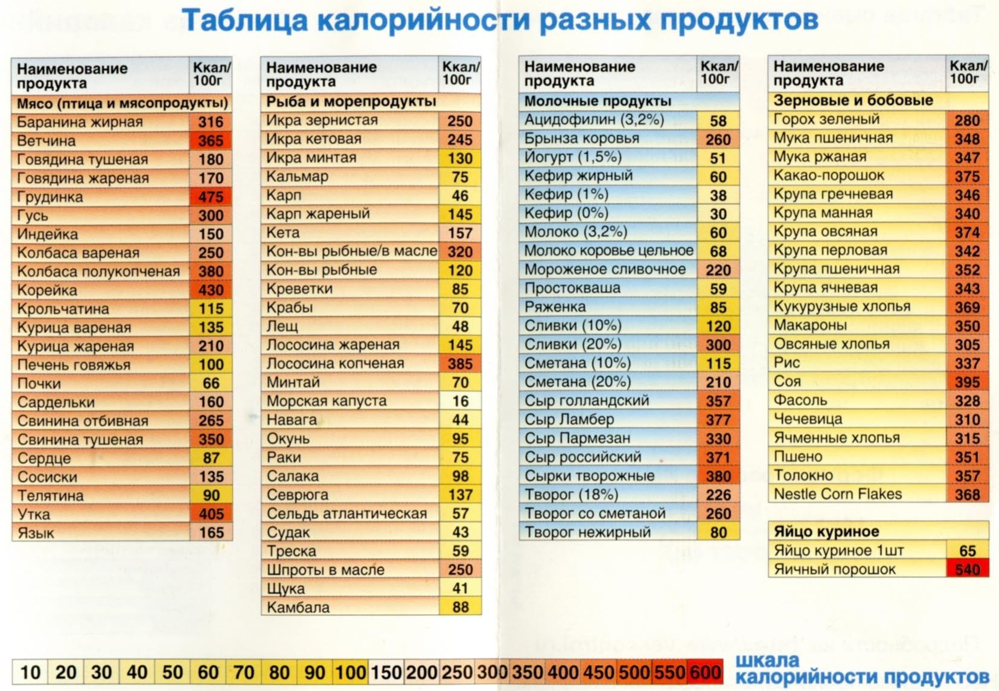 Таблица калорийности разных продуктов
Наименование продукта Ккал/100г
Мясо (птица и мясопродукты)
Баранина жирная 316
Ветчина 365
Говядина тушеная 180
Говядина жареная 170
Грудинка 475
Гусь 300
Индейка 150
Колбаса вареная 250
Колбаса полукопченая 380
Корейка 430
Крольчатина 115
Курица вареная 135
Курица жареная 210
Печень говяжья 100
Почки 66
Сардельки 160
Свинина отбивная 265
Свинина тушеная 350
Сердце 87
Сосиски 135
Телятина 90
Утка 405
Язык 165
Наименование продукта Ккал/100г
Рыба и морепродукты
Икра зернистая 250
Икра кетовая 245
Икра минтая 130
Кальмар 75
Карп 46
Карп жареный 145
Кета 157
Кон-вы рыбные/в масле 320
Кон-вы рыбные 120
Креветки 85
Крабы 70
Лещ 48
Лососина жареная 145
Лососина копченая 385
Минтай 70
Морская капуста 16
Навага 44
Окунь 95
Раки 75
Салака 98
Севрюга 137
Сельдь атлантическая 57
Судак 43
Треска 59
Шпроты в масле 250
Щука 41
Камбала 88
Наименование продукта Ккал/100г
Молочные продукты
Ацидофилин (3,2%) 58
Брынза коровья 260
Йогурт (1,5%) 51
Кефир жирный 60
Кефир (1%) 38
Кефир (0%) 30
Молоко (3,2%) 60
Молоко коровье цельное 68
Мороженое сливочное 220
Простокваша 59
Ряженка 85
Сливки (10%) 120
Сливки (20%) 300
Сметана (10%) 115
Сметана (20%) 210
Сыр голландский 357
Сыр Ламбер 377
Сыр Пармезан 330
Сыр российский 371
Сырки творожные 380
Творог (18%) 226
Творог со сметаной 260
Творог нежирный 80
Наименование продукта Ккал/100г
Зерновые и бобовые
Горох зеленый 280
Мука пшеничная 348
Мука ржаная 347
Какао-порошок 375
Крупа гречневая 346
Крупа манная 340
Крупа овсяная 374
Крупа перловая 342
Крупа пшеничная 352
Крупа ячневая 343
Кукурузные хлопья 369
Макароны 350
Овсяные хлопья 305
Рис 337
Соя 395
Фасоль 328
Чечевица 310
Ячменные хлопья 315
Пшено 351
Толокно 357
Nestle Corn Flakes 368
Яйцо куриное
Яйцо куриное 1шт 65
Яичный порошок 540
10 20 30 40 50 60 70 80 90 100 150 200 250 300 350 400 450 500 550 600
шкала
калорийности продуктов